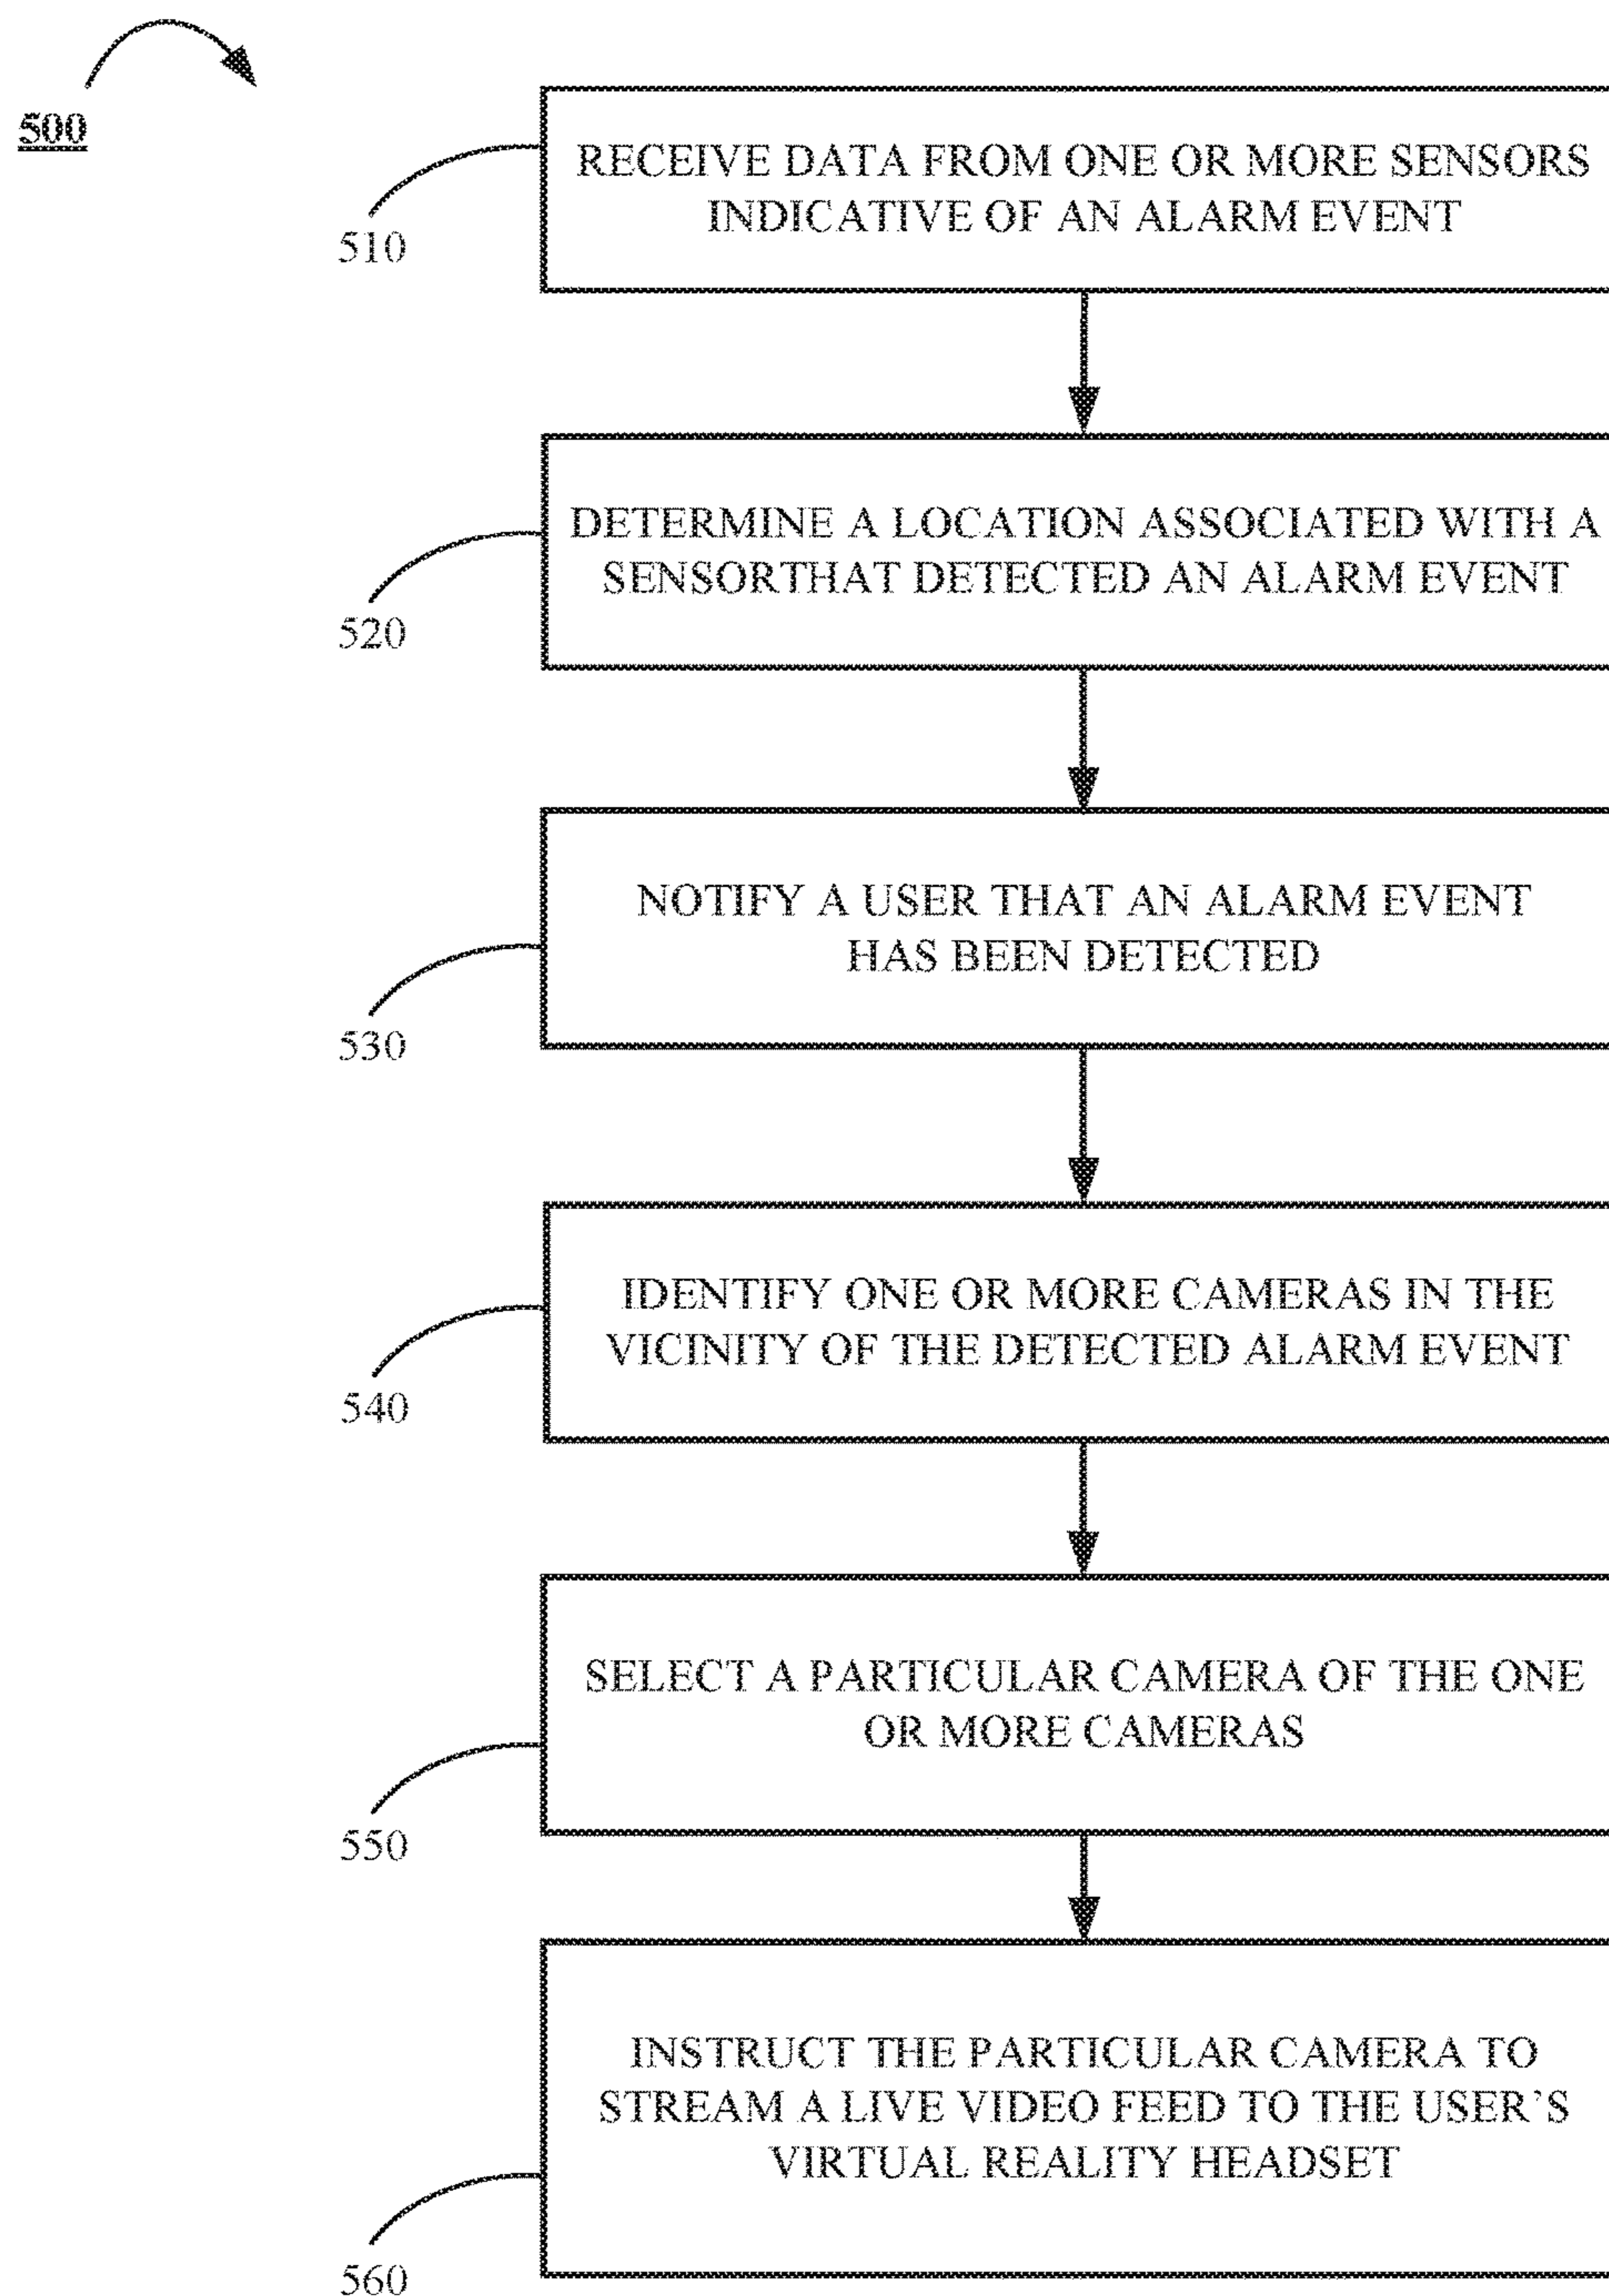 500
RECEIVE DATA FROM ONE OR MORE SENSORS
INDICATIVE OF AN ALARM EVENT
510
DETERMINE A LOCATION ASSOCIATED WITH A
SENSORTHAT DETECTED AN ALARM EVENT
520
NOTIFY A USER THAT AN ALARM EVENT
HAS BEEN DETECTED
530
IDENTIFY ONE OR MORE CAMERAS IN THE
VICINITY OF THE DETECTED ALARM EVENT
540
SELECT A PARTICULAR CAMERA OF THE ONE
OR MORE CAMERAS
550
INSTRUCT THE PARTICULAR CAMERA TO
STREAM A LIVE VIDEO FEED TO THE USER’S
VIRTUAL REALITY HEADSET
560